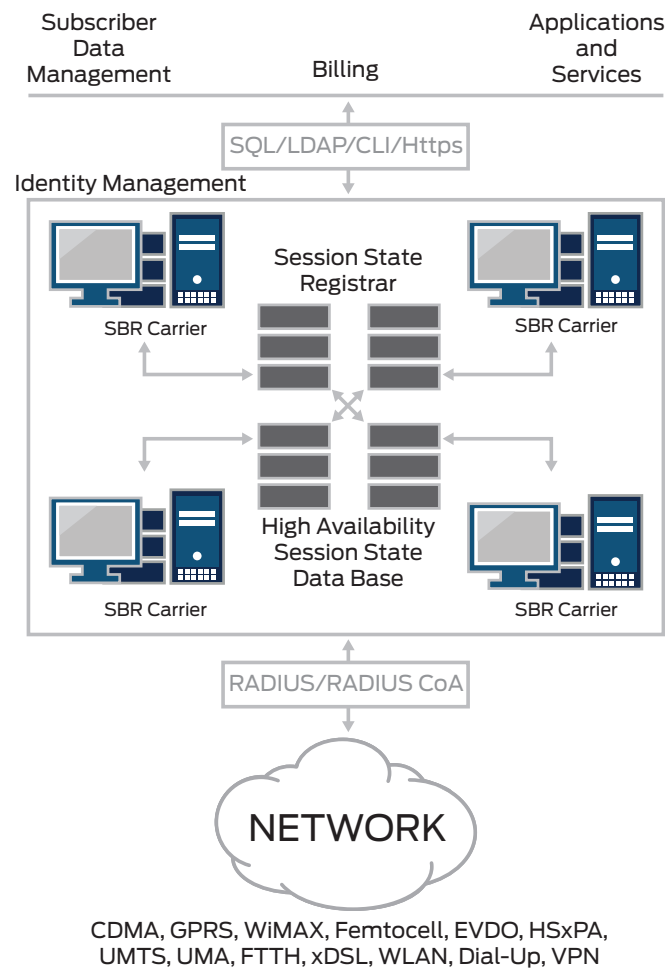 Subscriber
Data
Management
Billing
Applications
and
Services
SQL/LDAP/CLI/Https
Identity Management
Session State
Registrar
SBR Carrier
SBR Carrier
High Availability
Session State
Data Base
SBR Carrier
SBR Carrier
RADIUS/RADIUS CoA
NETWORK
CDMA, GPRS, WiMAX, Femtocell, EVDO, HSxPA,
UMTS, UMA, FTTH, xDSL, WLAN, Dial-Up, VPN